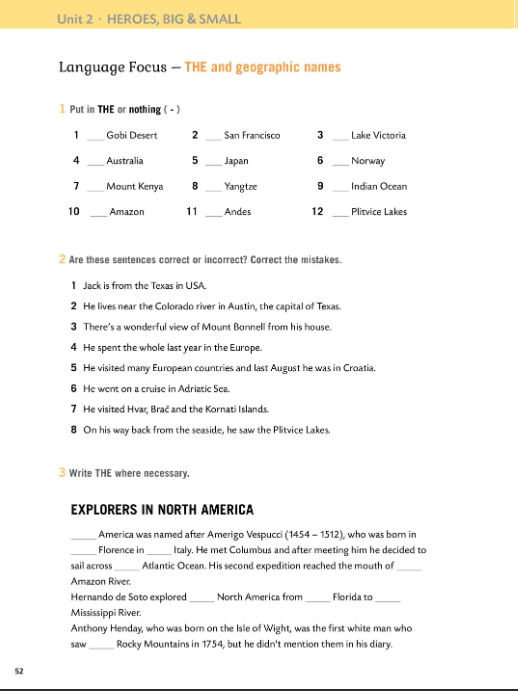 Unit 2 · HEROES, BIG & SMALL
Language Focus – THE and geographic names
1 Put in THE or nothing ( - )
1 ___ Gobi Desert 2 ___ San Francisco 3 ___ Lake Victoria
4 ___ Australia 5 ___ Japan 6 ___ Norway
7 ___ Mount Kenya 8 ___ Yangtze 9 ___ Indian Ocean
10 ___ Amazon 11 ___ Andes 12 ___ Plitvice Lakes
2 Are these sentences correct or incorrect? Correct the mistakes.
1 Jack is from the Texas in USA.
2 He lives near the Colorado river in Austin, the capital of Texas.
3 There's a wonderful view of Mount Bonnell from his house.
4 He spent the whole last year in the Europe.
5 He visited many European countries and last August he was in Croatia.
6 He went on a cruise in Adriatic Sea.
7 He visited Hvar, Brač and the Kornati Islands.
8 On his way back from the seaside, he saw the Plitvice Lakes.
3 Write THE where necessary.
EXPLORERS IN NORTH AMERICA
_____ America was named after Amerigo Vespucci (1454 – 1512), who was born in
_____ Florence in _____ Italy. He met Columbus and after meeting him he decided to
sail across _____ Atlantic Ocean. His second expedition reached the mouth of _____
Amazon River.
Hernando de Soto explored _____ North America from _____ Florida to _____
Mississippi River.
Anthony Henday, who was born on the Isle of Wight, was the first white man who
saw _____ Rocky Mountains in 1754, but he didn't mention them in his diary.
52